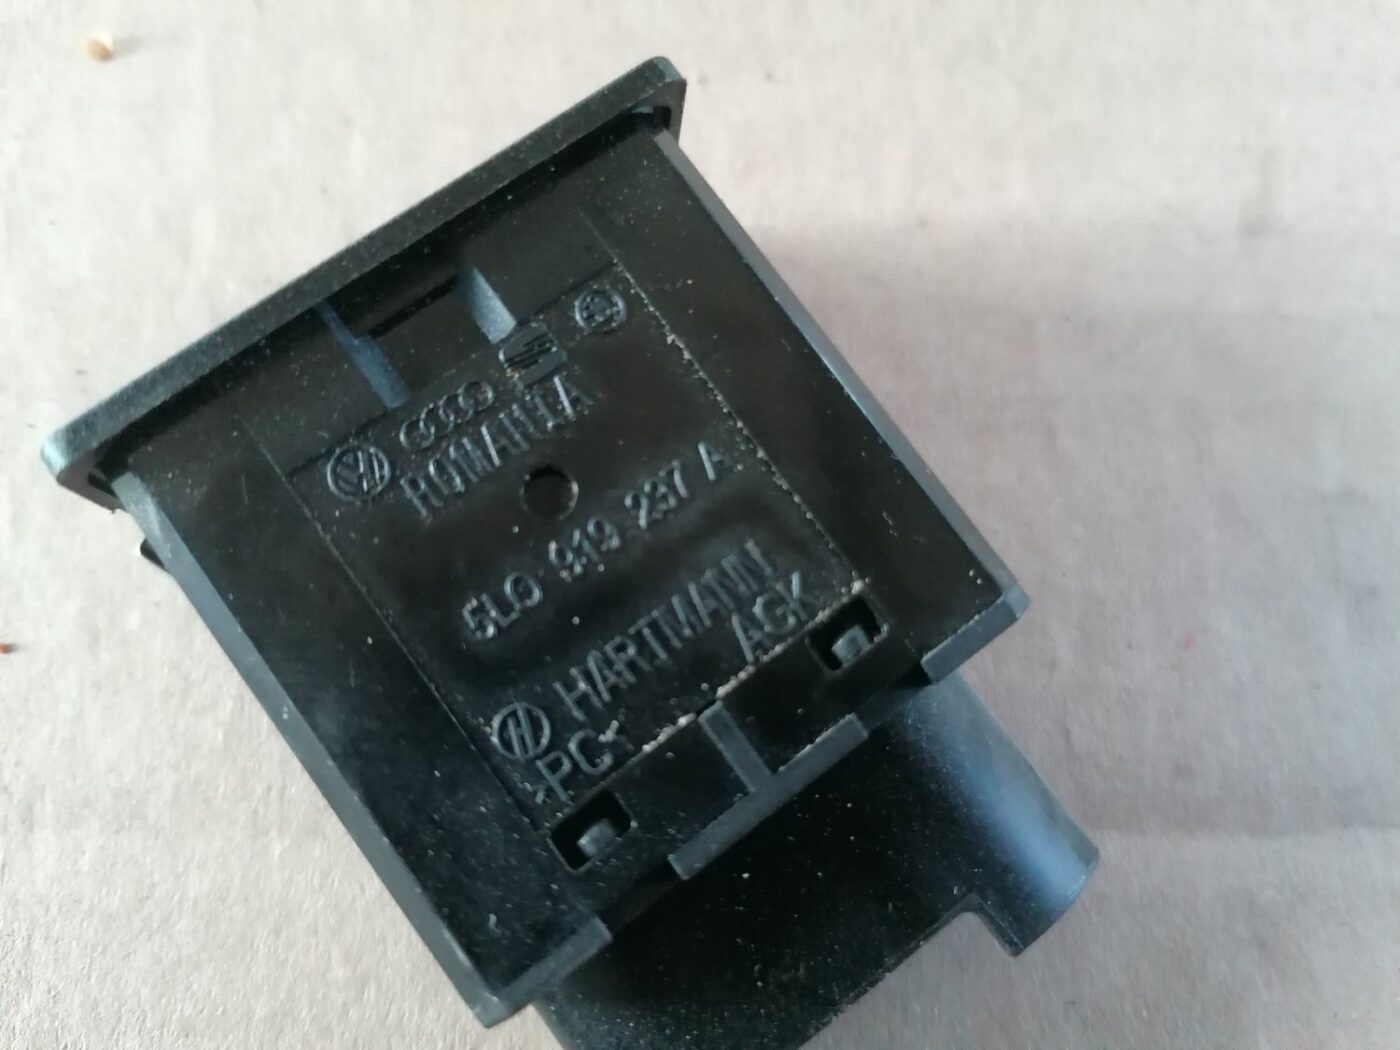 ROMANIA
5L0 919 237 A
HARTMANN
AGK
>PC<